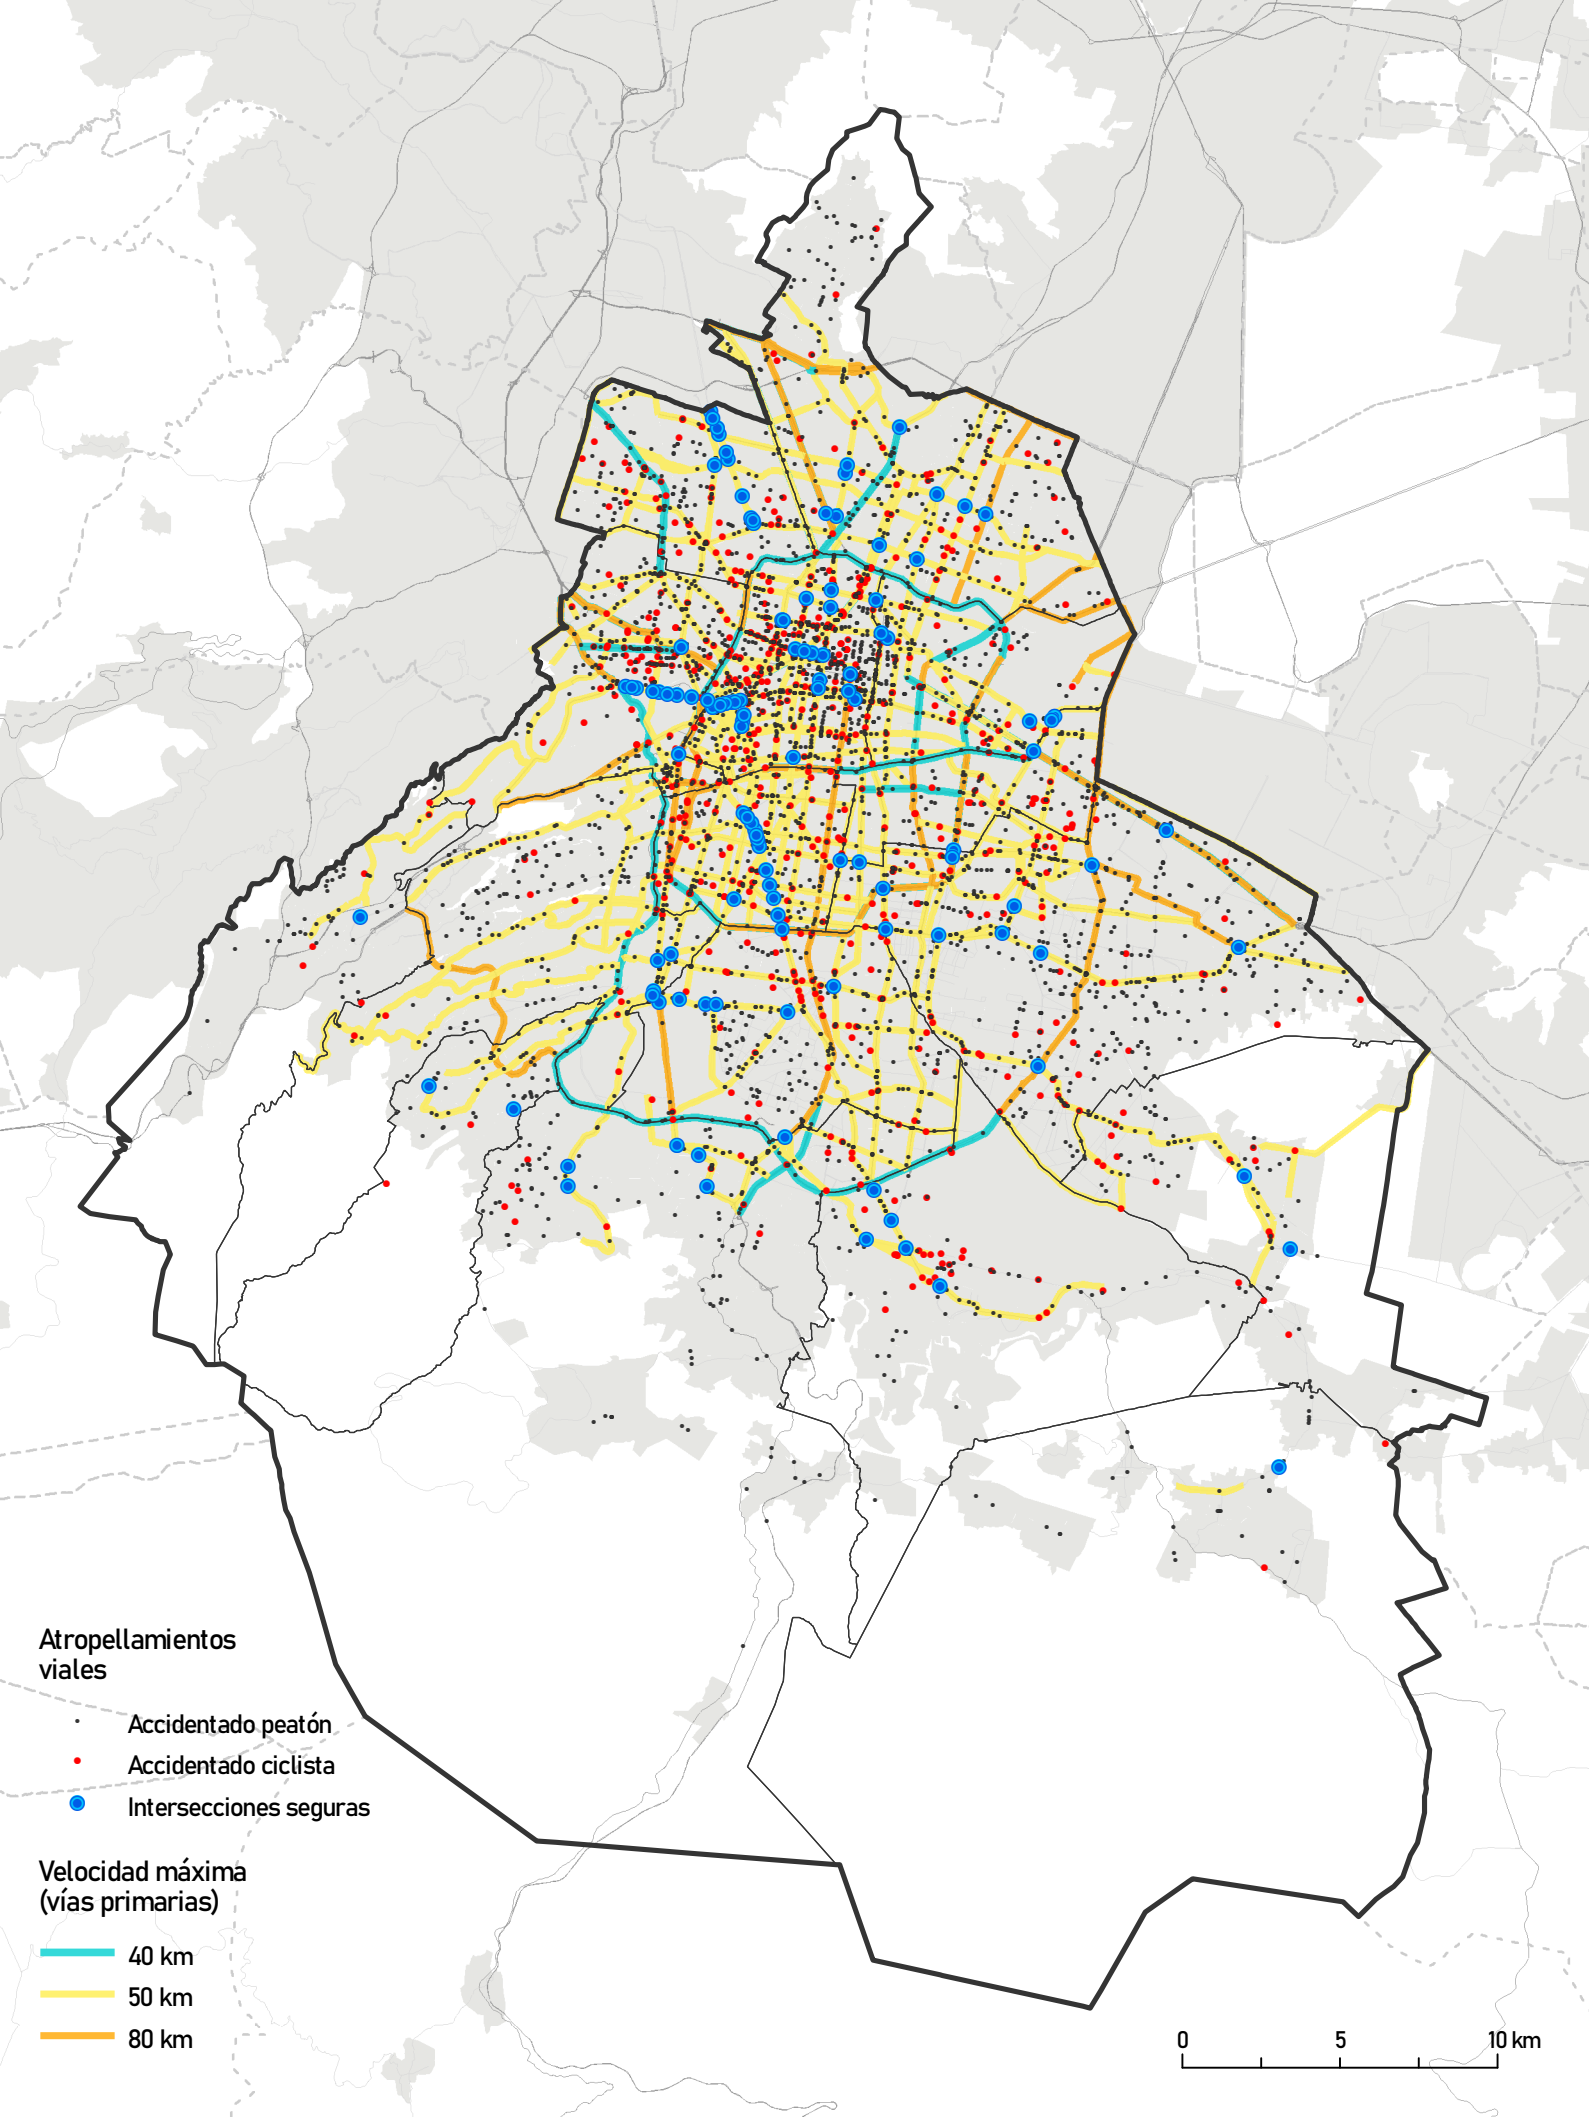 Atropellamientos
viales
Accidentado peatón
Accidentado ciclista
Intersecciones seguras
Velocidad máxima
(vías primarias)
40 km
50 km
80 km
0 5 10 km